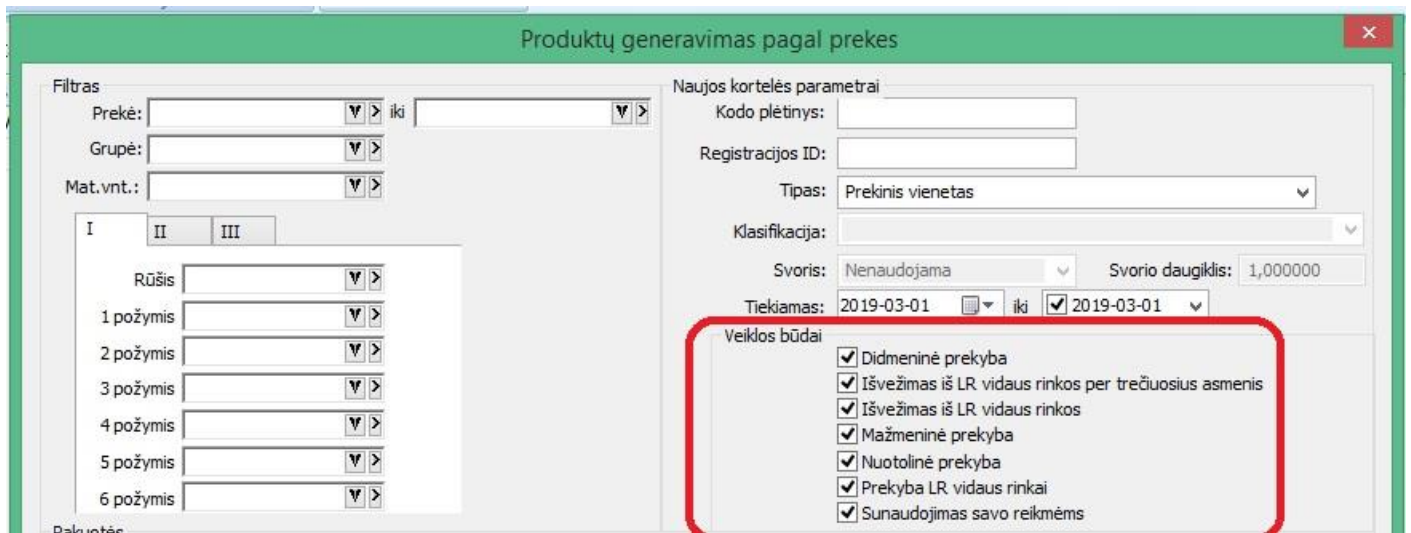 Produktų generavimas pagal prekes
Filtras
Prekė: iki
Grupė:
Mat.vnt.:
I II III
Rūšis
1 požymis
2 požymis
3 požymis
4 požymis
5 požymis
6 požymis
Naujos kortelės parametrai
Kodo plėtinys:
Registracijos ID:
Tipas: Prekinis vienetas
Klasifikacija:
Svoris: Nenaudojama Svorio daugiklis: 1,000000
Tiekiamas: 2019-03-01 iki 2019-03-01
Veiklos būdai
Didmeninė prekyba
Išvežimas iš LR vidaus rinkos per trečiuosius asmenis
Išvežimas iš LR vidaus rinkos
Mažmeninė prekyba
Nuotolinė prekyba
Prekyba LR vidaus rinkai
Sunaudojimas savo reikmėms